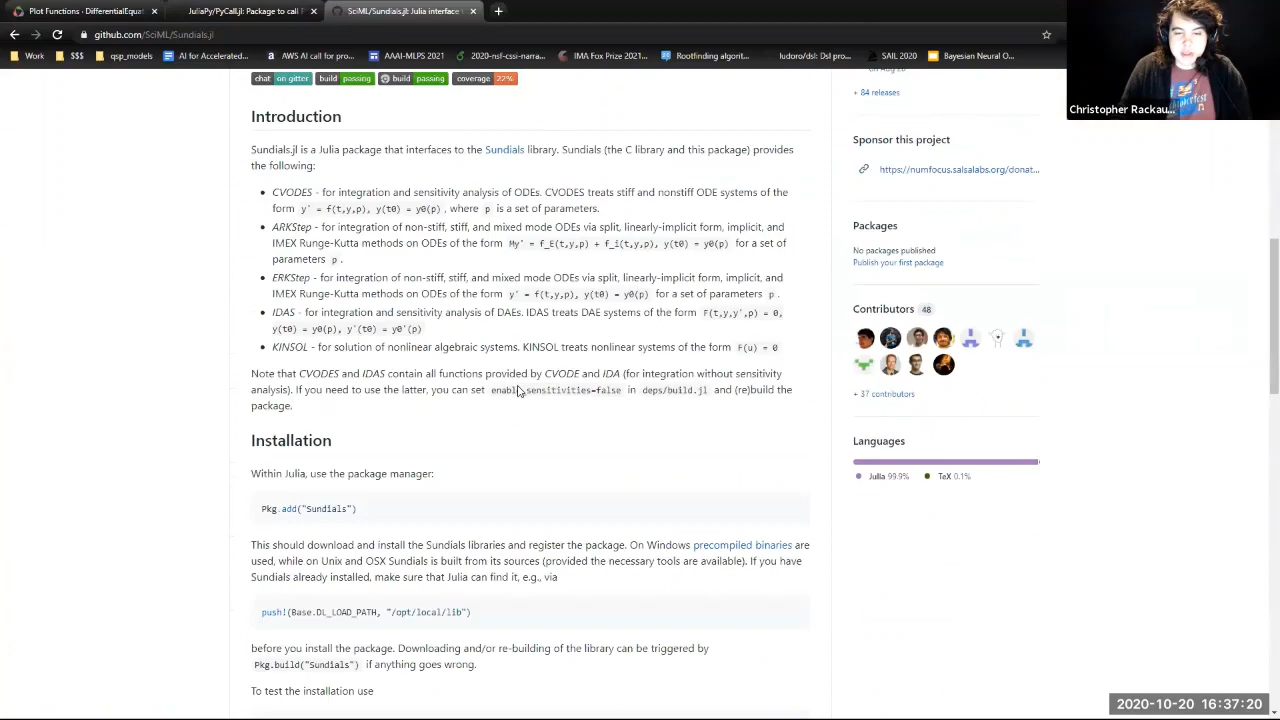 Plot Functions · DifferentialEquat
JuliaPy/PyCall.jl: Package to call P
SciML/Sundials.jl: Julia interface
github.com/SciML/Sundials.jl
Work
$$$
qsp_models
AI for Accelerated...
AWS AI call for pro...
AAAI-MLPS 2021
2020-nsf-cssi-narra...
IMA Fox Prize 2021...
Rootfinding algorit...
ludoro/dsl: Dsl pro...
SAIL 2020
Bayesian Neural O...
Christopher Rackau...
chat on gitter build passing build passing coverage 22%
+ 84 releases
Introduction
Sundials.jl is a Julia package that interfaces to the Sundials library. Sundials (the C library and this package) provides
the following:
CVODES - for integration and sensitivity analysis of ODEs. CVODES treats stiff and nonstiff ODE systems of the
form y' = f(t,y,p), y(t0) = y0(p), where p is a set of parameters.
ARKStep - for integration of non-stiff, stiff, and mixed mode ODEs via split, linearly-implicit form, implicit, and
IMEX Runge-Kutta methods on ODEs of the form My' = f_E(t,y,p) + f_i(t,y,p), y(t0) = y0(p) for a set of
parameters p.
ERKStep - for integration of non-stiff, stiff, and mixed mode ODEs via split, linearly-implicit form, implicit, and
IMEX Runge-Kutta methods on ODEs of the form y' = f(t,y,p), y(t0) = y0(p) for a set of parameters p.
IDAS - for integration and sensitivity analysis of DAEs. IDAS treats DAE systems of the form F(t,y,y',p) = 0,
y(t0) = y0(p), y'(t0) = y0'(p)
KINSOL - for solution of nonlinear algebraic systems. KINSOL treats nonlinear systems of the form F(u) = 0
Note that CVODES and IDAS contain all functions provided by CVODE and IDA (for integration without sensitivity
analysis). If you need to use the latter, you can set enable_sensitivities=false in deps/build.jl and (re)build the
package.
Installation
Within Julia, use the package manager:
Pkg.add("Sundials")
This should download and install the Sundials libraries and register the package. On Windows precompiled binaries are
used, while on Unix and OSX Sundials is built from its sources (provided the necessary tools are available). If you have
Sundials already installed, make sure that Julia can find it, e.g., via
push!(Base.DL_LOAD_PATH, "/opt/local/lib")
before you install the package. Downloading and/or re-building of the library can be triggered by
Pkg.build("Sundials") if anything goes wrong.
To test the installation use
Sponsor this project
https://numfocus.salsalabs.org/donat...
Packages
No packages published
Publish your first package
Contributors 48
+ 37 contributors
Languages
Julia 99.9% TeX 0.1%
2020-10-20 16:37:20